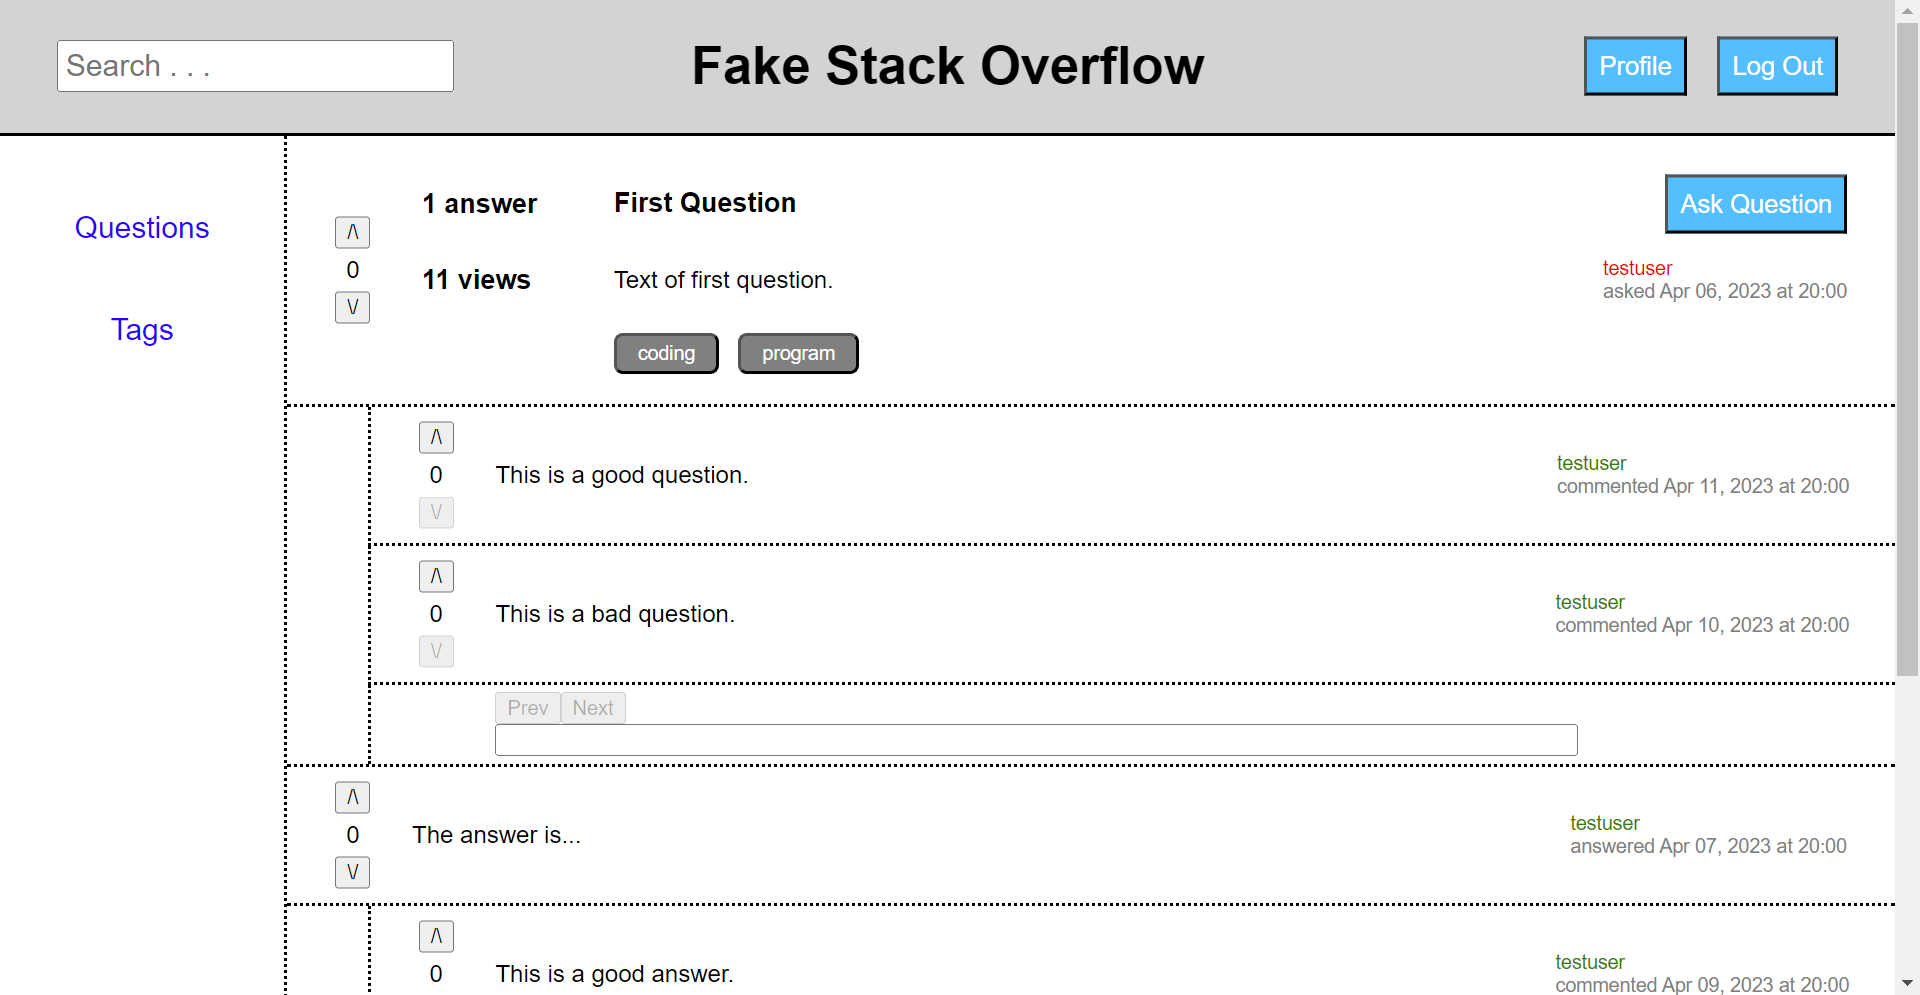 Search . . .
Fake Stack Overflow
Profile
Log Out
Questions
Tags
1 answer
First Question
Ask Question
/\
0
\/
11 views
Text of first question.
testuser
asked Apr 06, 2023 at 20:00
coding
program
/\
0
\/
This is a good question.
testuser
commented Apr 11, 2023 at 20:00
/\
0
\/
This is a bad question.
testuser
commented Apr 10, 2023 at 20:00
Prev
Next
/\
0
\/
The answer is...
testuser
answered Apr 07, 2023 at 20:00
/\
0
This is a good answer.
testuser
commented Apr 09, 2023 at 20:00